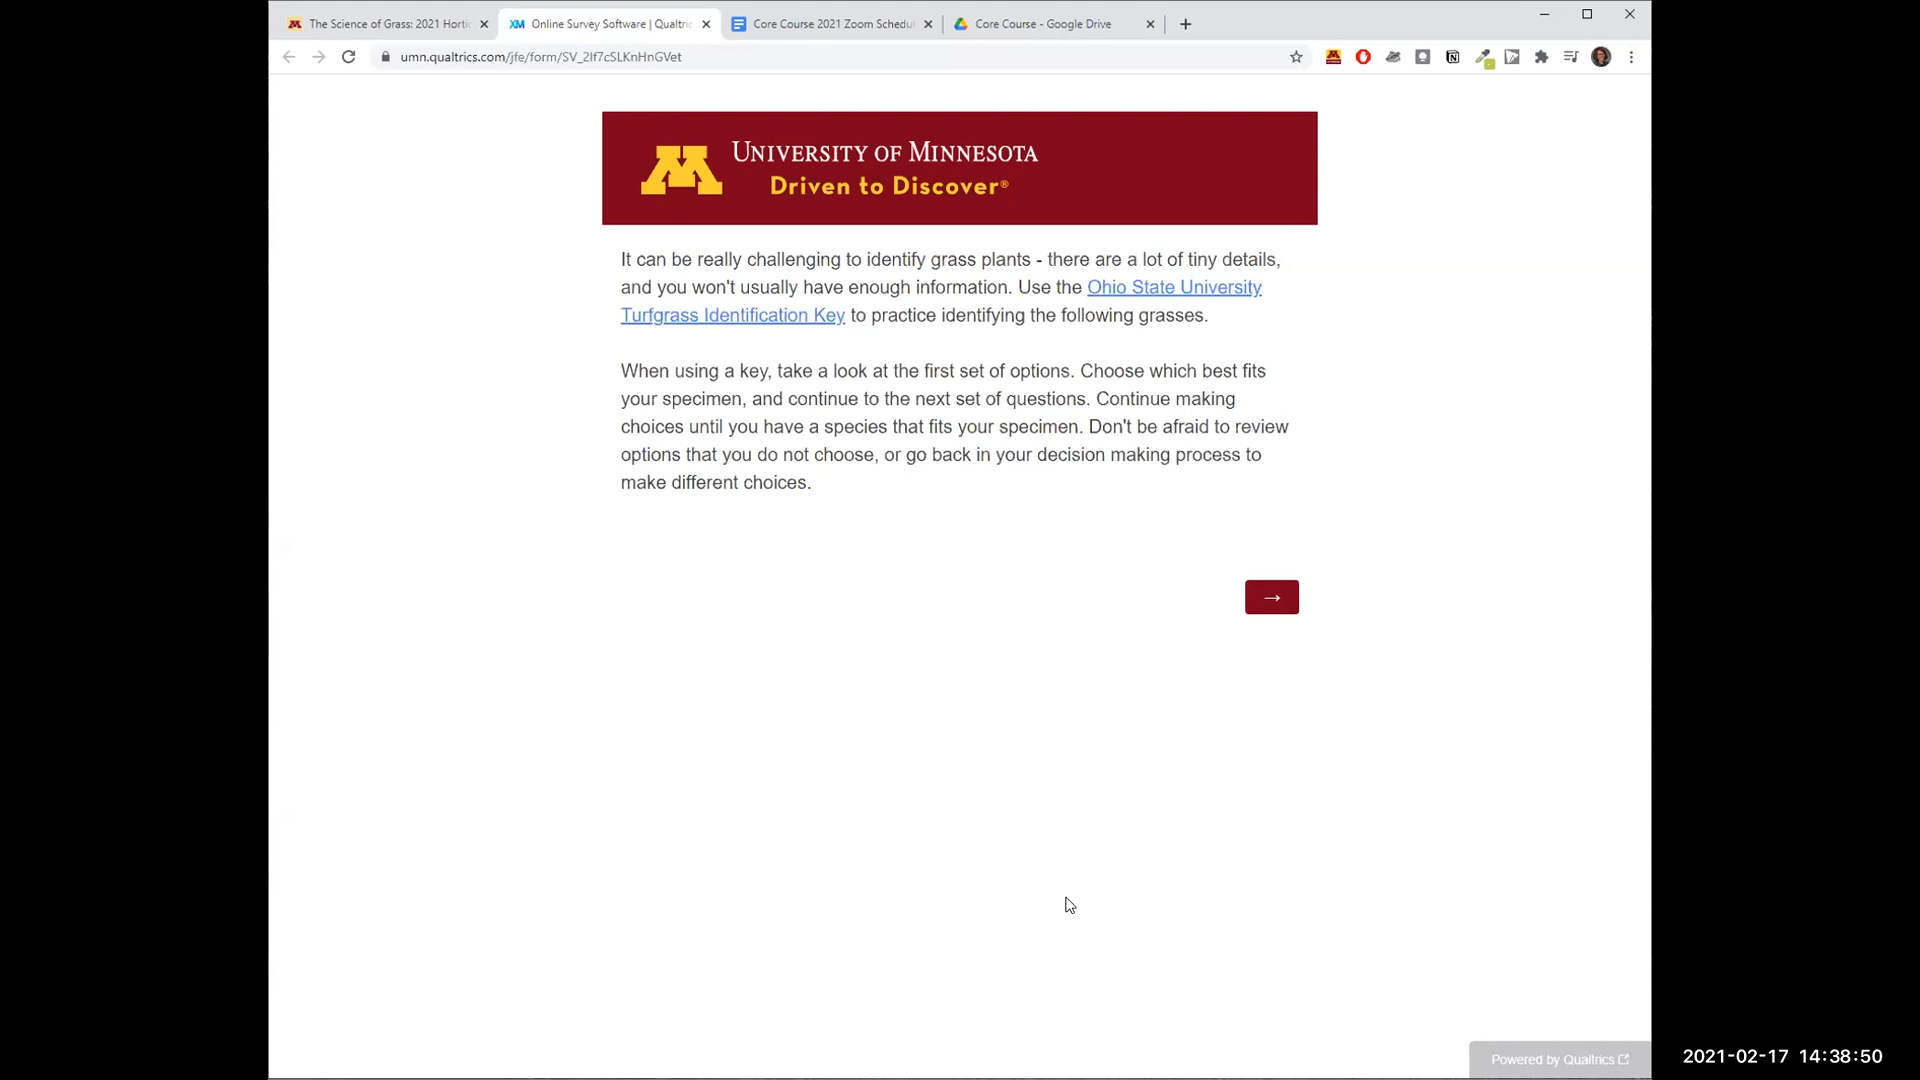 The Science of Grass: 2021 Hortic
Online Survey Software | Qualtric
Core Course 2021 Zoom Schedul
Core Course - Google Drive
umn.qualtrics.com/jfe/form/SV_2If7cSLKnHnGVet
UNIVERSITY OF MINNESOTA
Driven to Discover®
It can be really challenging to identify grass plants - there are a lot of tiny details,
and you won't usually have enough information. Use the Ohio State University
Turfgrass Identification Key to practice identifying the following grasses.
When using a key, take a look at the first set of options. Choose which best fits
your specimen, and continue to the next set of questions. Continue making
choices until you have a species that fits your specimen. Don't be afraid to review
options that you do not choose, or go back in your decision making process to
make different choices.
→
Powered by Qualtrics
2021-02-17 14:38:50